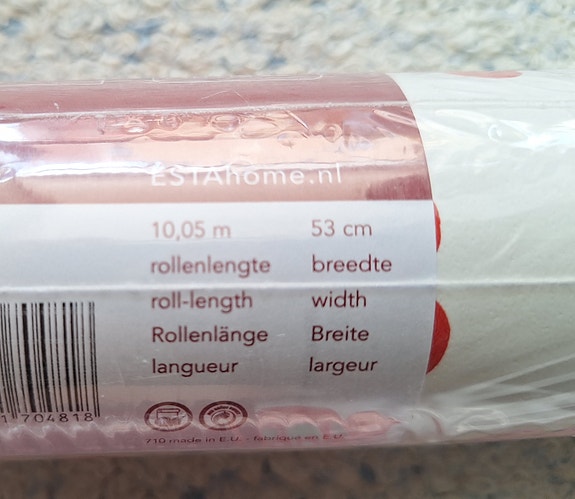 ESTAhome.nl
10,05 m 53 cm
rollenlengte breedte
roll-length width
Rollenlänge Breite
langueur largeur
1 704818
710 made in E.U. - fabriqué en E.U.